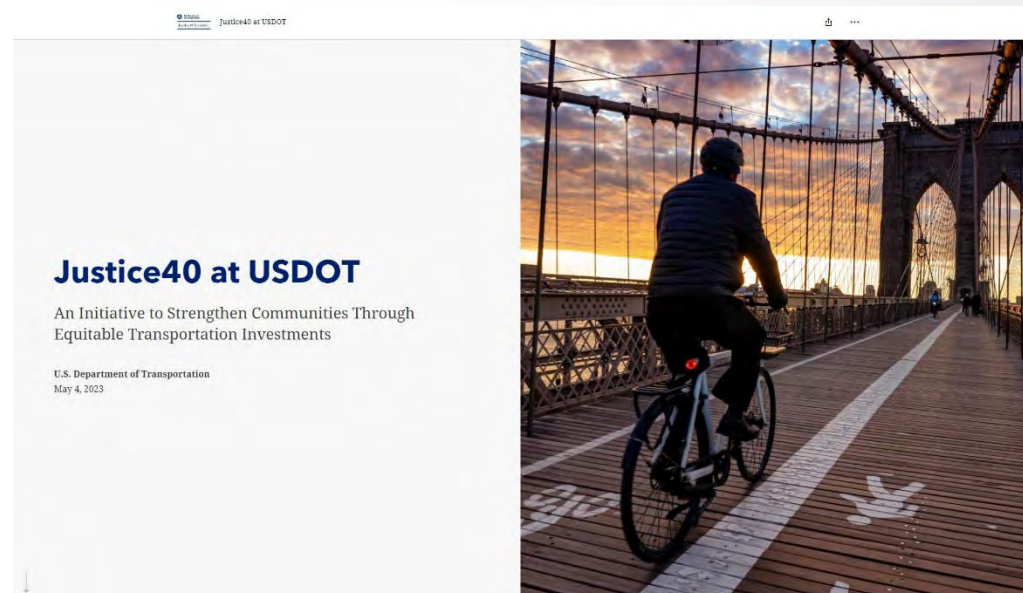 Justice40 at USDOT
Justice40 at USDOT
An Initiative to Strengthen Communities Through
Equitable Transportation Investments
U.S. Department of Transportation
May 4, 2023